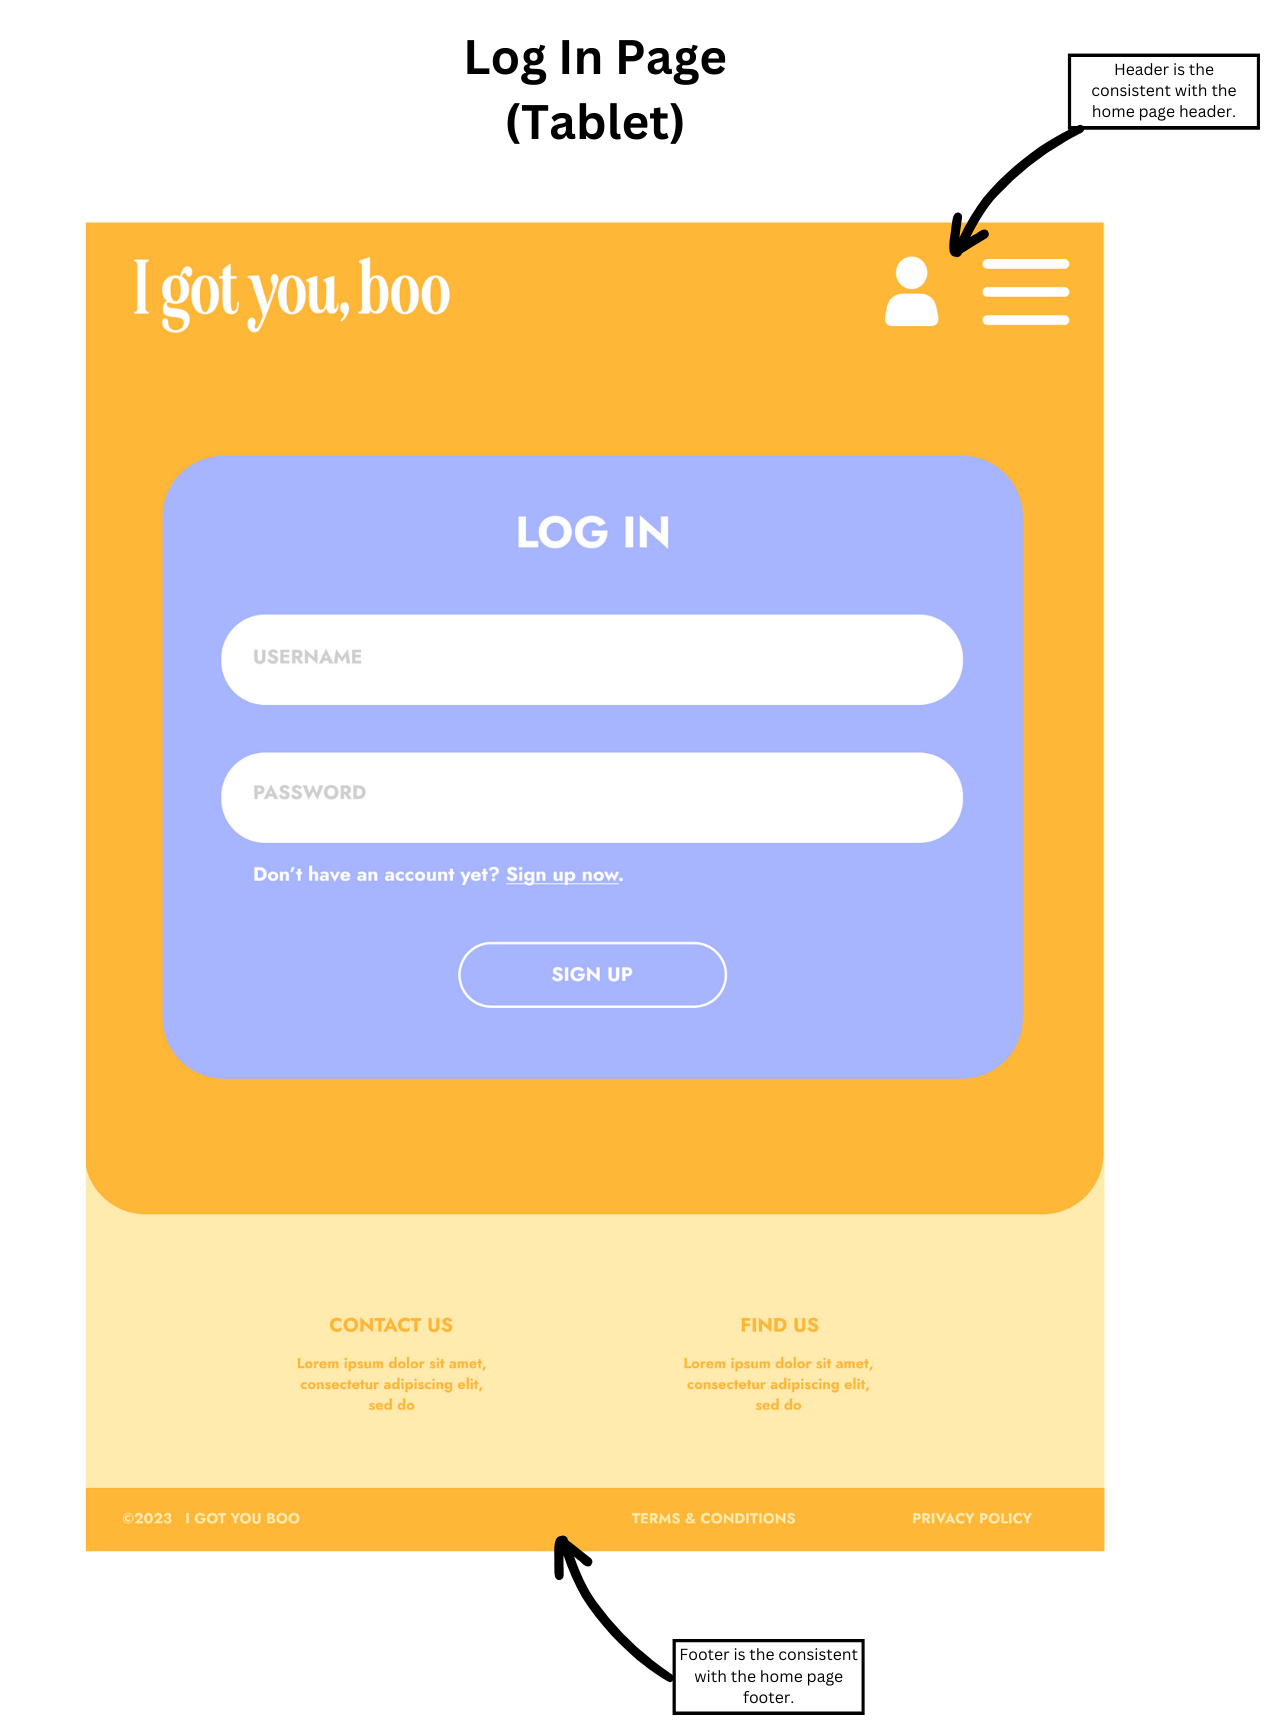 Log In Page
(Tablet)
Header is the
consistent with the
home page header.
I got you, boo
LOG IN
USERNAME
PASSWORD
Don't have an account yet? Sign up now.
SIGN UP
CONTACT US
Lorem ipsum dolor sit amet,
consectetur adipiscing elit,
sed do
FIND US
Lorem ipsum dolor sit amet,
consectetur adipiscing elit,
sed do
©2023 I GOT YOU BOO
TERMS & CONDITIONS
PRIVACY POLICY
Footer is the consistent
with the home page
footer.